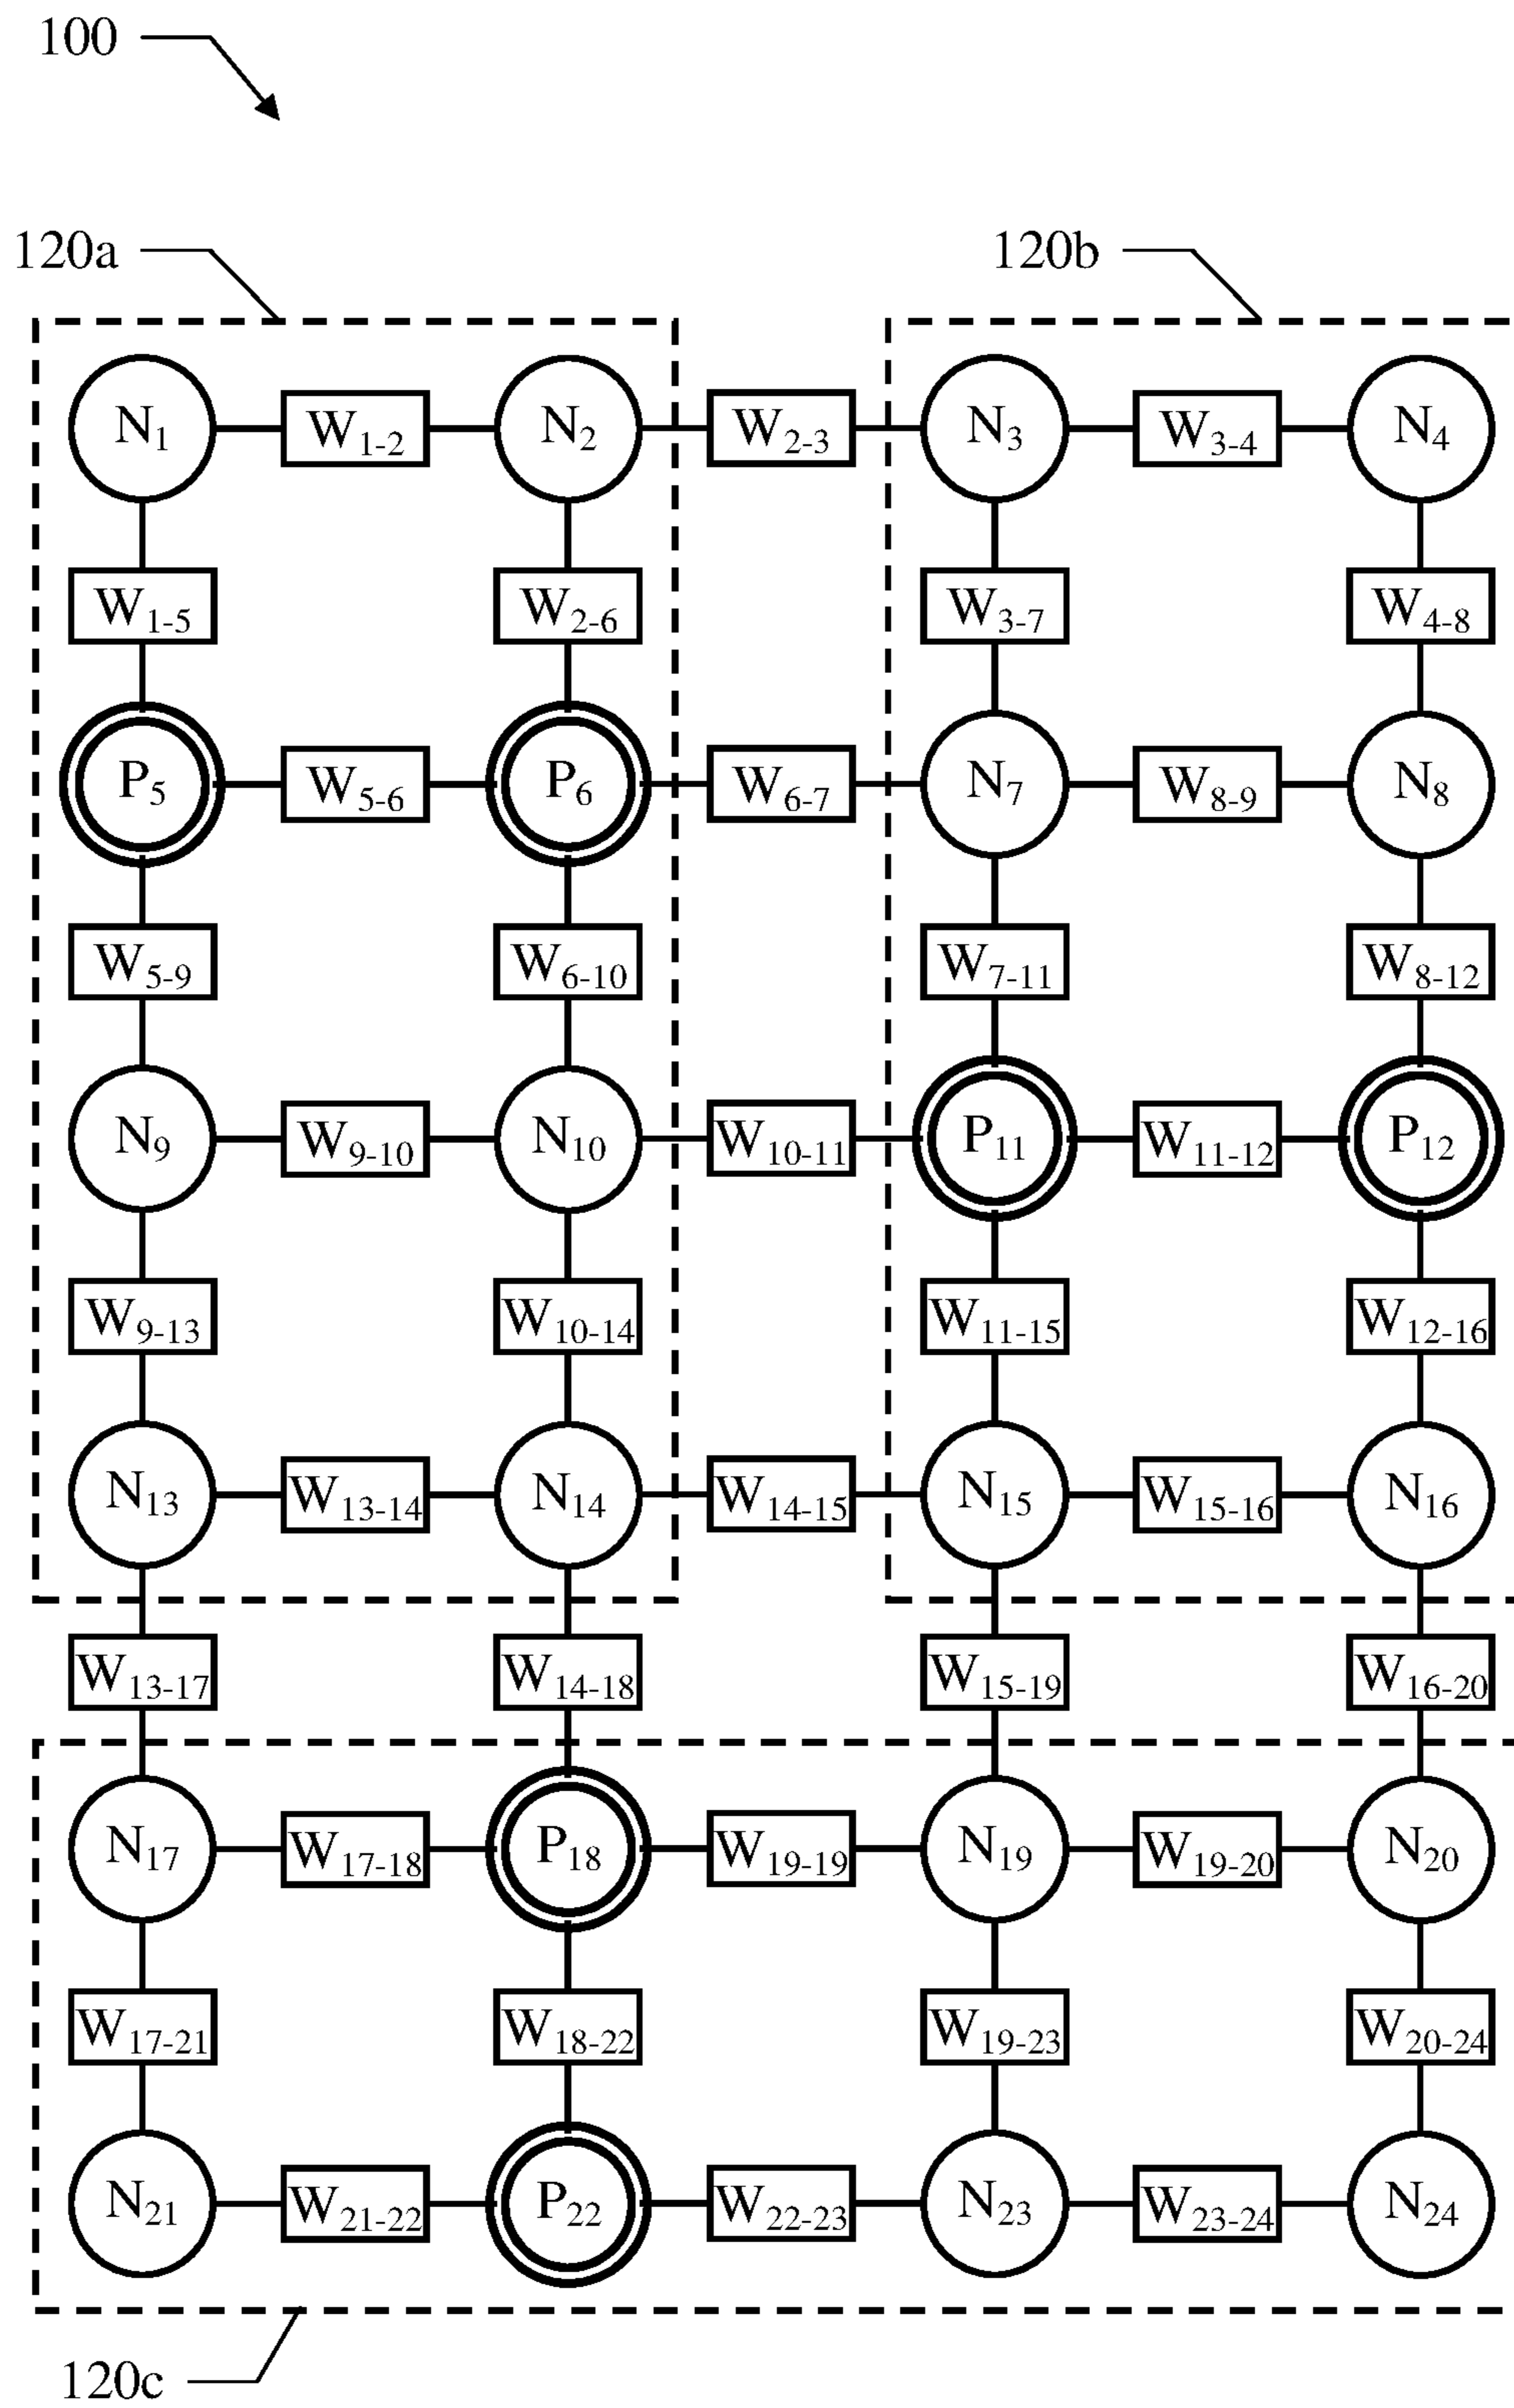 100
120a 120b
N1 W1-2 N2 W2-3 N3 W3-4 N4
W1-5 W2-6 W3-7 W4-8
P5 W5-6 P6 W6-7 N7 W8-9 N8
W5-9 W6-10 W7-11 W8-12
N9 W9-10 N10 W10-11 P11 W11-12 P12
W9-13 W10-14 W11-15 W12-16
N13 W13-14 N14 W14-15 N15 W15-16 N16
W13-17 W14-18 W15-19 W16-20
N17 W17-18 P18 W19-19 N19 W19-20 N20
W17-21 W18-22 W19-23 W20-24
N21 W21-22 P22 W22-23 N23 W23-24 N24
120c